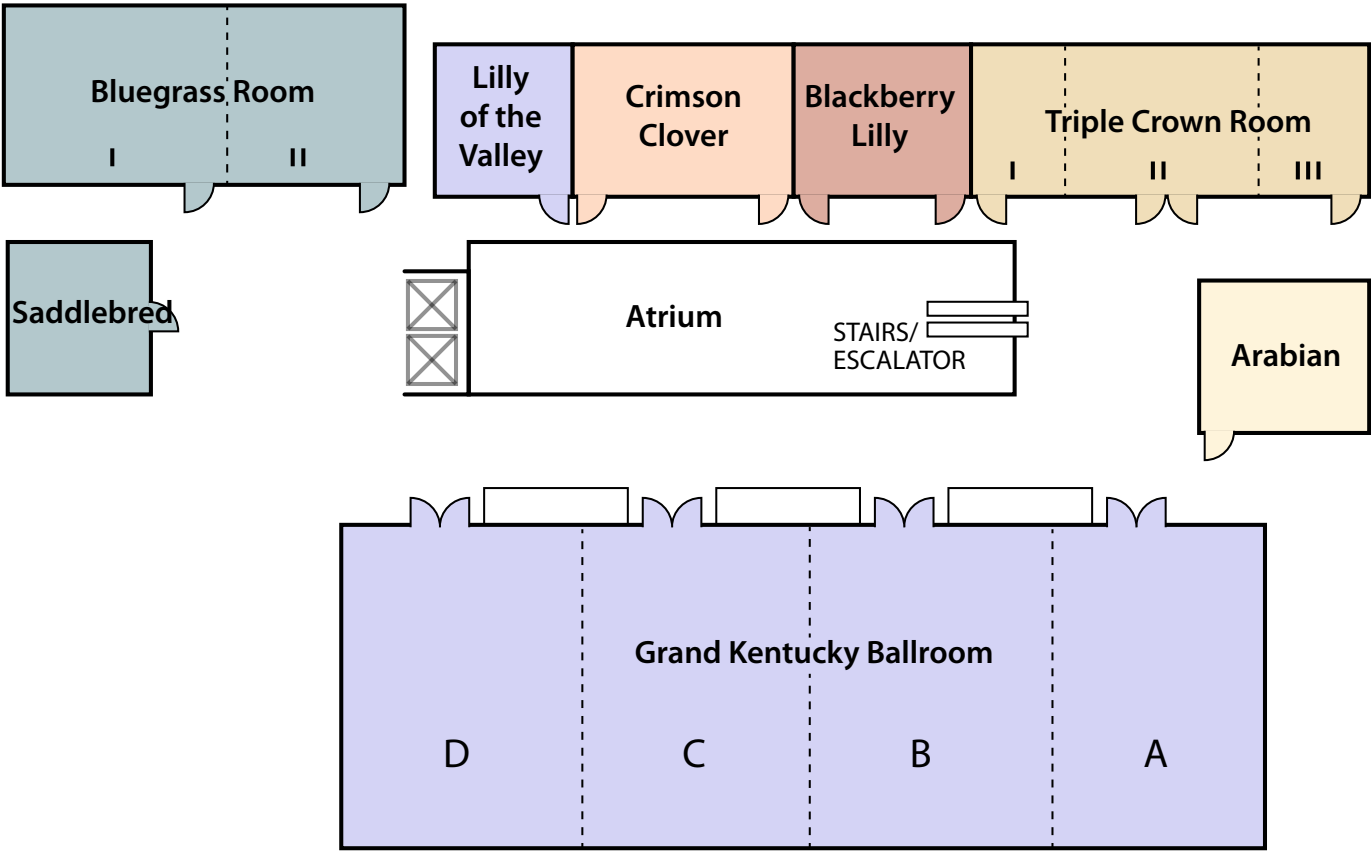 Bluegrass Room
I
II
Lilly
of the
Valley
Crimson
Clover
Blackberry
Lilly
Triple Crown Room
I
II
III
Saddlebred
Atrium
STAIRS/
ESCALATOR
Arabian
Grand Kentucky Ballroom
D
C
B
A